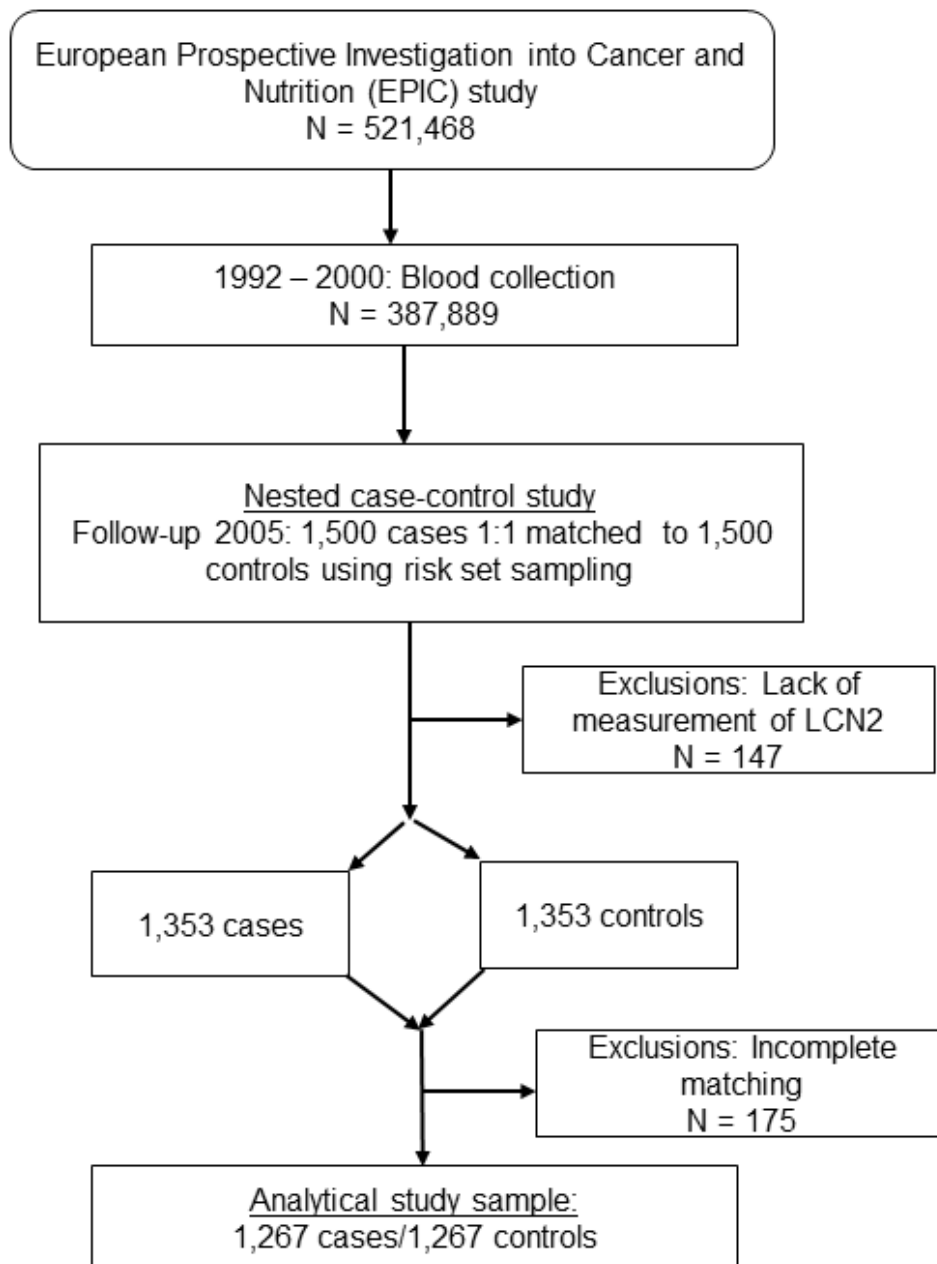 European Prospective Investigation into Cancer and
Nutrition (EPIC) study
N = 521,468
1992 – 2000: Blood collection
N = 387,889
Nested case-control study
Follow-up 2005: 1,500 cases 1:1 matched to 1,500
controls using risk set sampling
Exclusions: Lack of
measurement of LCN2
N = 147
1,353 cases
1,353 controls
Exclusions: Incomplete
matching
N = 175
Analytical study sample:
1,267 cases/1,267 controls